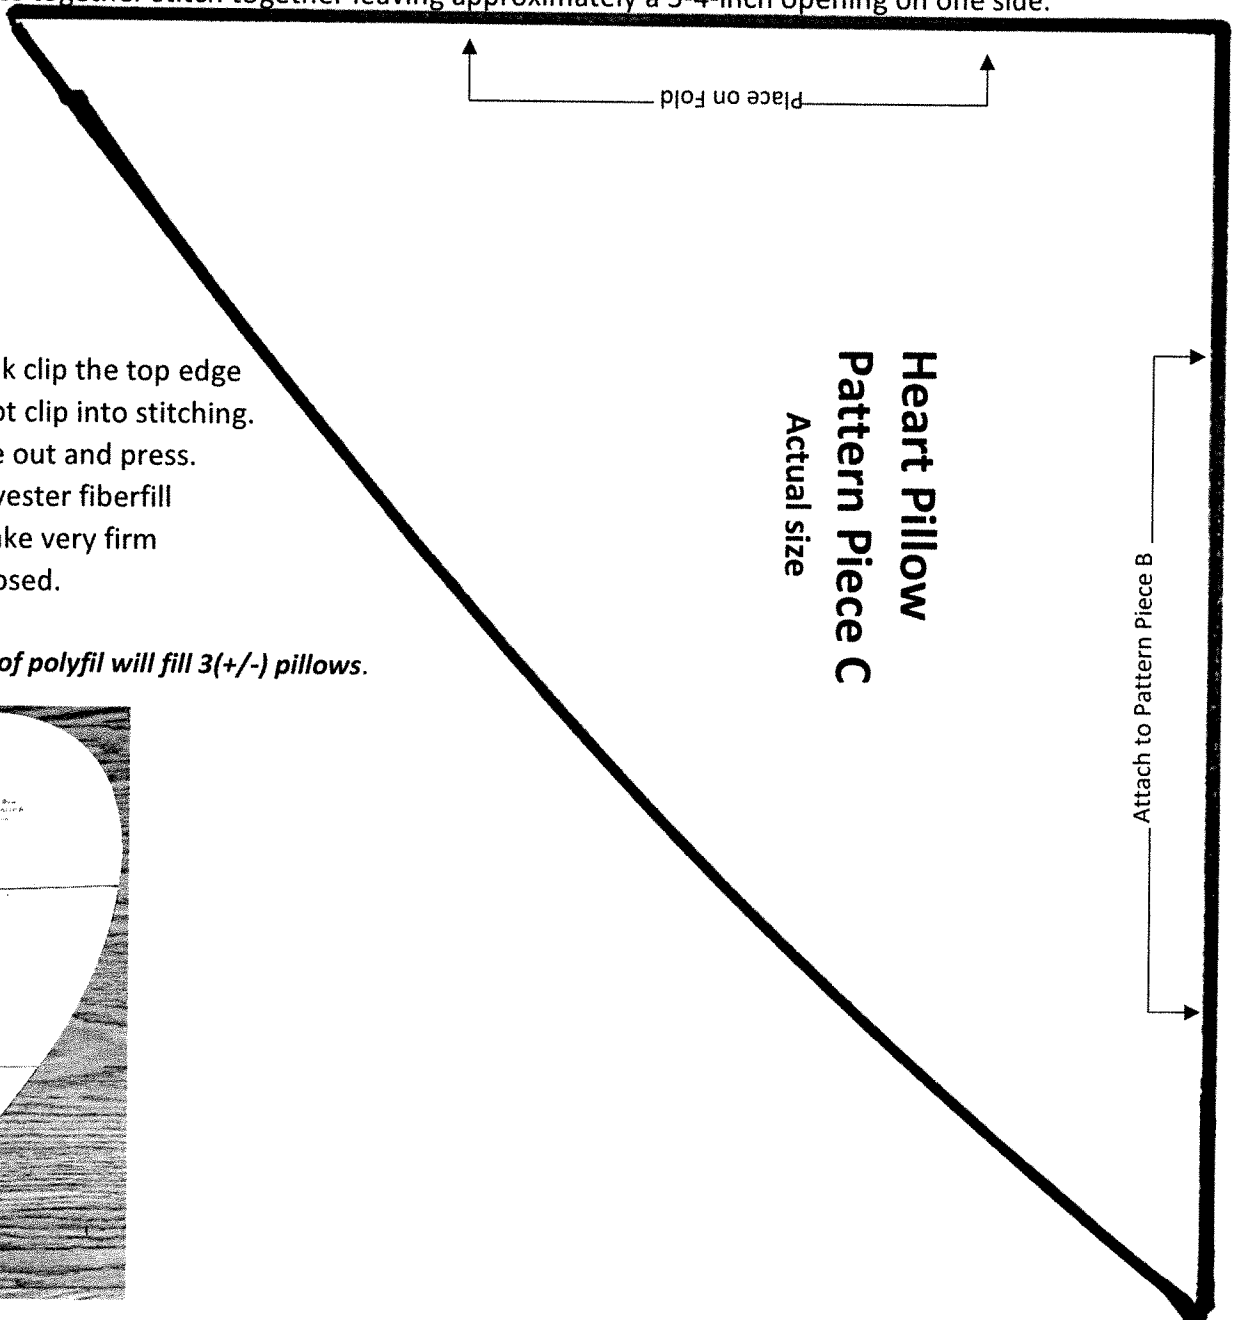 together stitch together leaving approximately a 3-4-inch opening on one side.
Place on Fold
Heart Pillow
Pattern Piece C
Actual size
Attach to Pattern Piece B
k clip the top edge
ot clip into stitching.
e out and press.
yester fiberfill
ake very firm
osed.
of polyfil will fill 3(+/-) pillows.